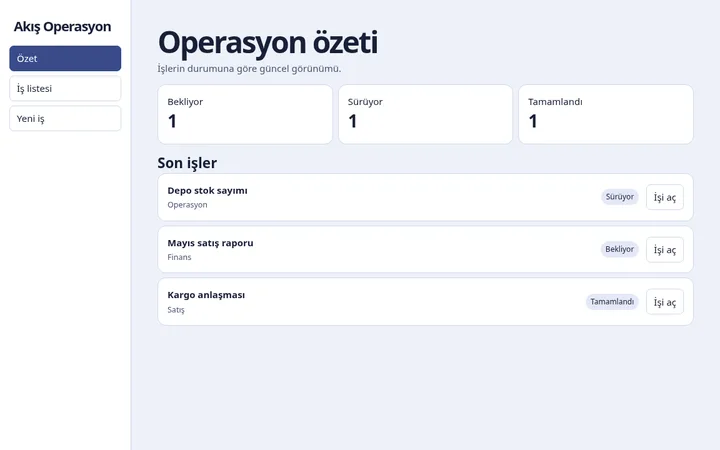 Akış Operasyon
Özet
İş listesi
Yeni iş
Operasyon özeti
İşlerin durumuna göre güncel görünümü.
Bekliyor
1
Sürüyor
1
Tamamlandı
1
Son işler
Depo stok sayımı
Operasyon
Sürüyor
İşi aç
Mayıs satış raporu
Finans
Bekliyor
İşi aç
Kargo anlaşması
Satış
Tamamlandı
İşi aç